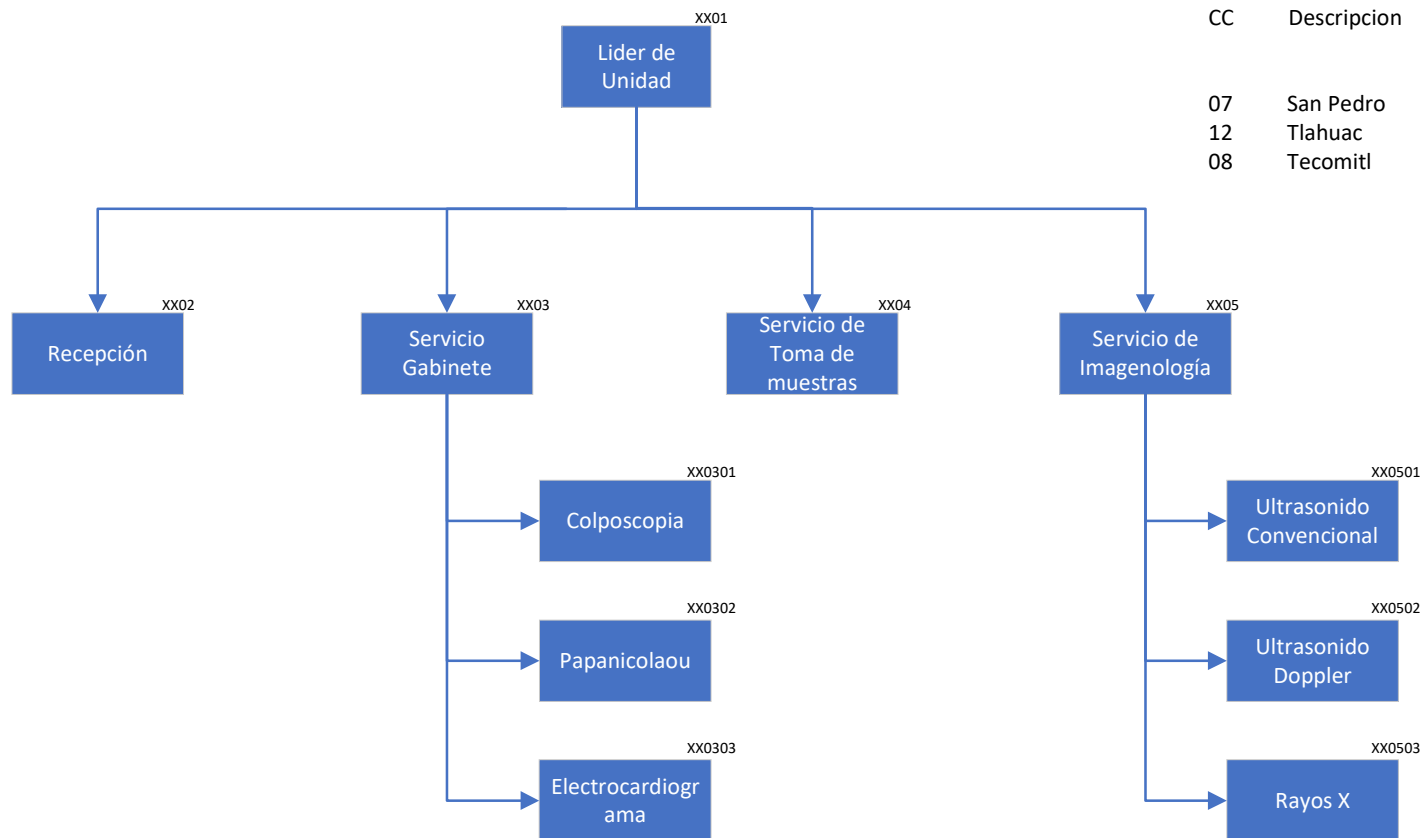 XX01
CC Descripcion
Lider de
Unidad
07 San Pedro
12 Tlahuac
08 Tecomitl
XX02
XX03
XX04
XX05
Recepción
Servicio
Gabinete
Servicio de
Toma de
muestras
Servicio de
Imagenología
XX0301
Colposcopia
XX0302
Papanicolaou
XX0303
Electrocardiogr
ama
XX0501
Ultrasonido
Convencional
XX0502
Ultrasonido
Doppler
XX0503
Rayos X